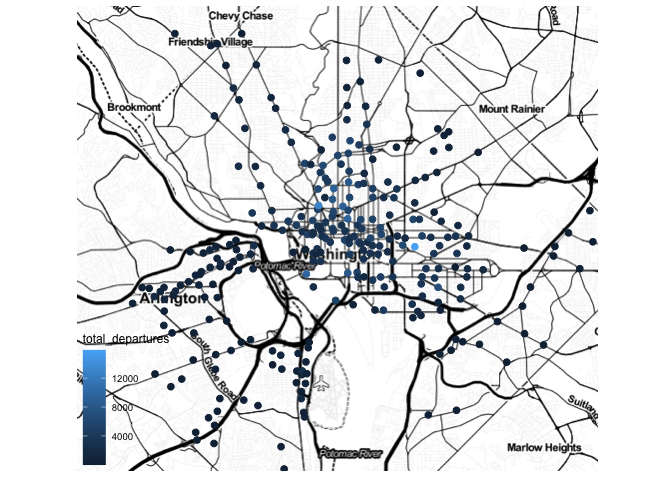 Chevy Chase
Road
Friendship Village
Brookmont
Mount Rainier
Washington
Potomac River
Arlington
total_departures
12000
8000
4000
South Glebe Road
Suitland
Marlow Heights
Potomac River